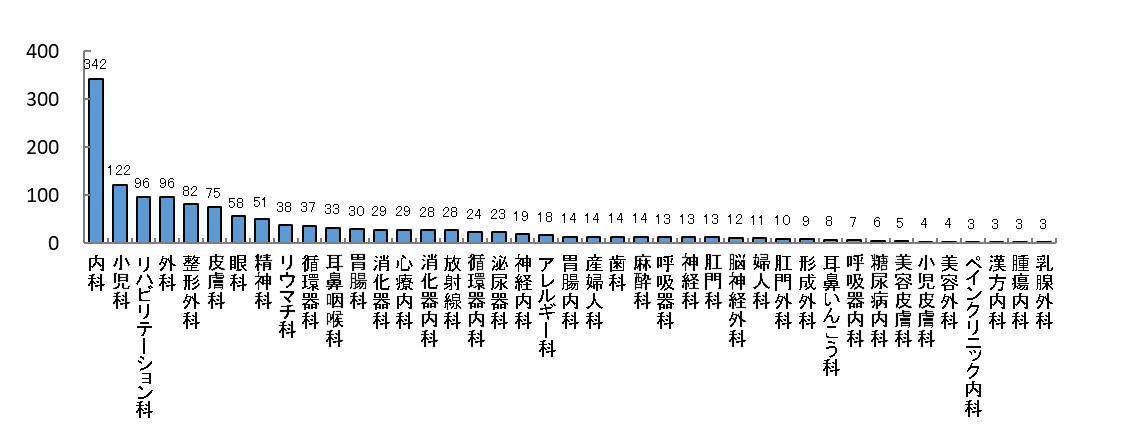 400
300
200
100
0
342
122
96
96
82
75
58
51
38
37
33
30
29
29
28
28
24
23
19
18
14
14
14
14
13
13
13
12
11
10
9
8
7
6
5
4
4
3
3
3
3
内科
小児科
リハビリテーション科
外科
整形外科
皮膚科
眼科
精神科
リウマチ科
循環器科
耳鼻咽喉科
胃腸科
消化器科
心療内科
消化器内科
放射線科
循環器内科
泌尿器科
神経内科
アレルギー科
胃腸内科
産婦人科
歯科
麻酔科
呼吸器科
神経科
肛門科
脳神経外科
婦人科
肛門外科
形成外科
耳鼻いんこう科
呼吸器内科
糖尿病内科
美容皮膚科
小児皮膚科
美容外科
ペインクリニック内科
漢方内科
腫瘍内科
乳腺外科